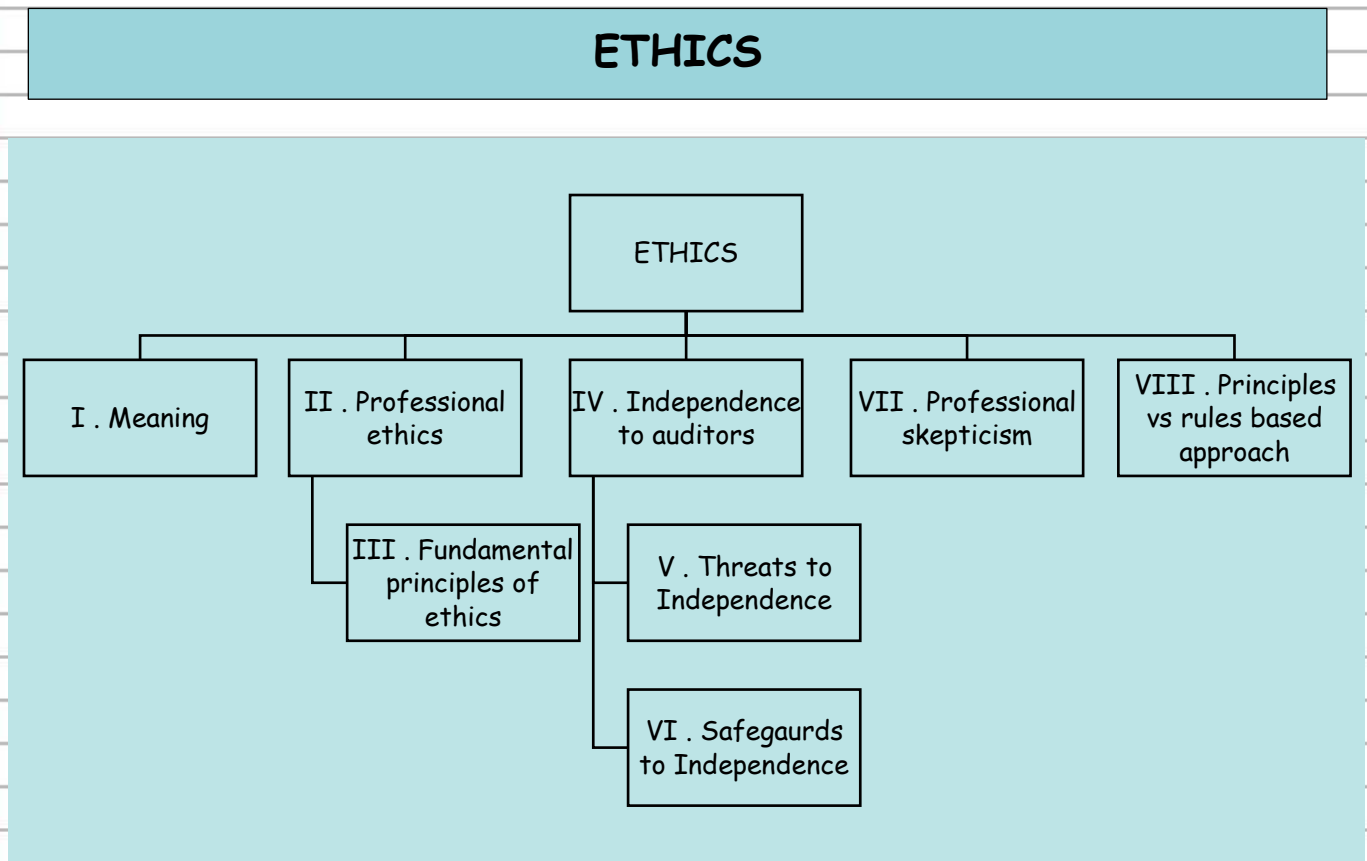 ETHICS
ETHICS
I . Meaning
II . Professional
ethics
IV . Independence
to auditors
VII . Professional
skepticism
VIII . Principles
vs rules based
approach
III . Fundamental
principles of
ethics
V . Threats to
Independence
VI . Safegaurds
to Independence